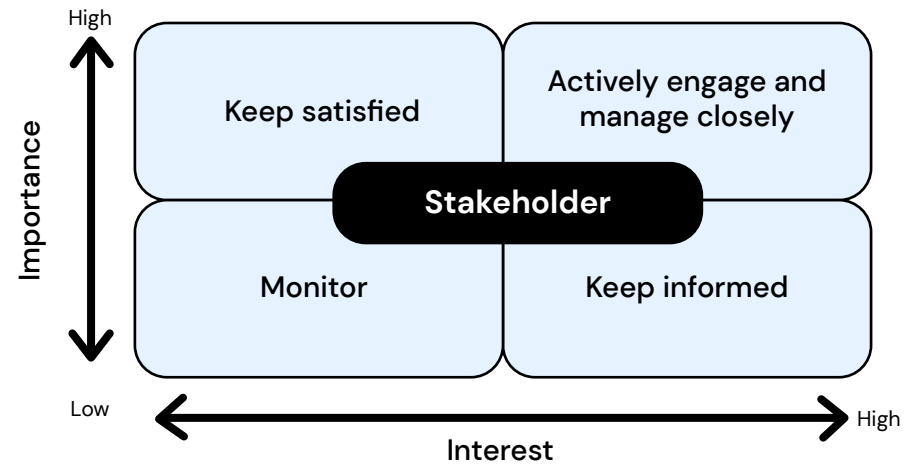 High
Keep satisfied
Actively engage and
manage closely
Importance
Stakeholder
Monitor
Keep informed
Low
High
Interest